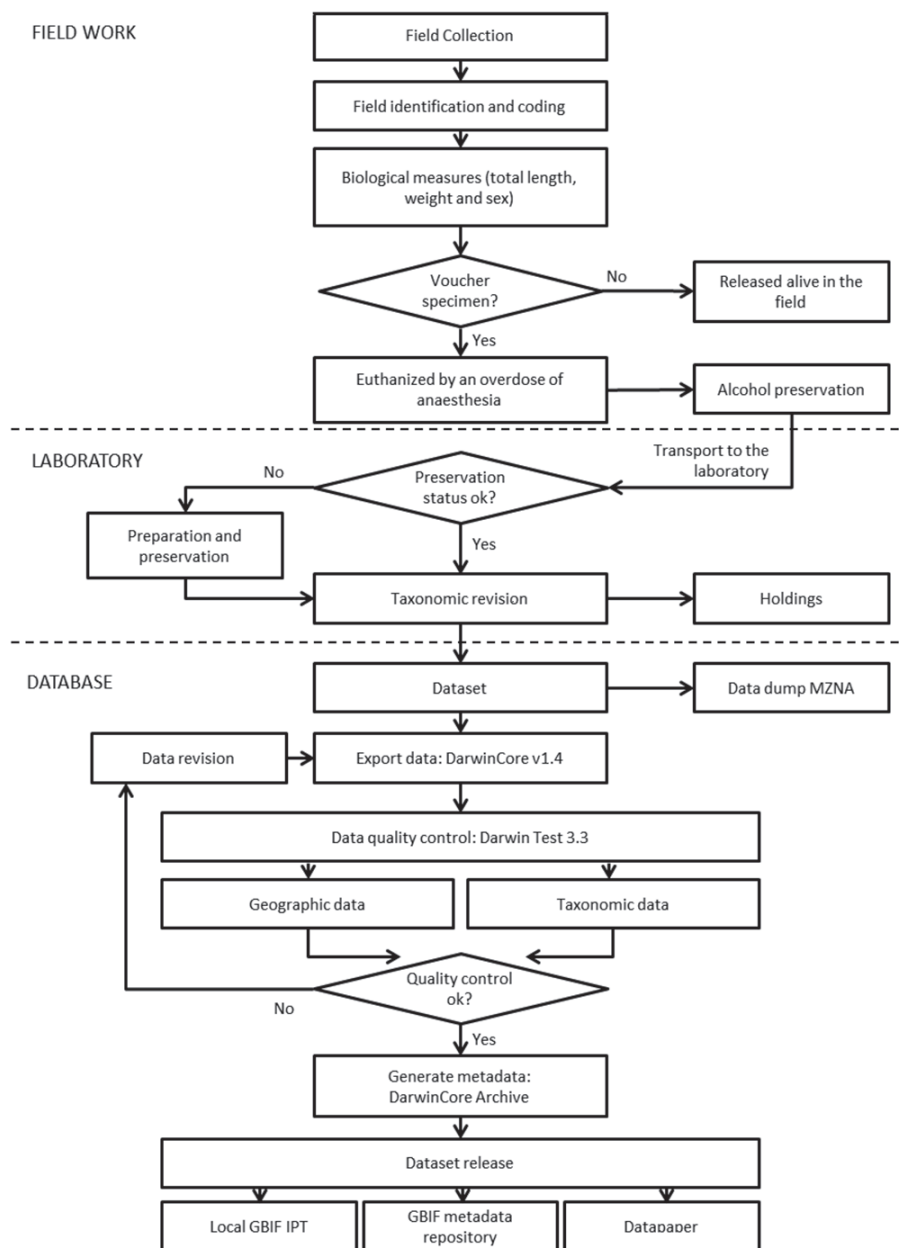 FIELD WORK
Field Collection
Field identification and coding
Biological measures (total length,
weight and sex)
Voucher
specimen?
No
Released alive in the
field
Yes
Euthanized by an overdose of
anaesthesia
Alcohol preservation
LABORATORY
Transport to the
laboratory
No
Preservation
status ok?
Preparation and
preservation
Yes
Taxonomic revision
Holdings
DATABASE
Dataset
Data dump MZNA
Data revision
Export data: DarwinCore v1.4
Data quality control: Darwin Test 3.3
Geographic data
Taxonomic data
Quality control
ok?
No
Yes
Generate metadata:
DarwinCore Archive
Dataset release
Local GBIF IPT
GBIF metadata
repository
Datapaper